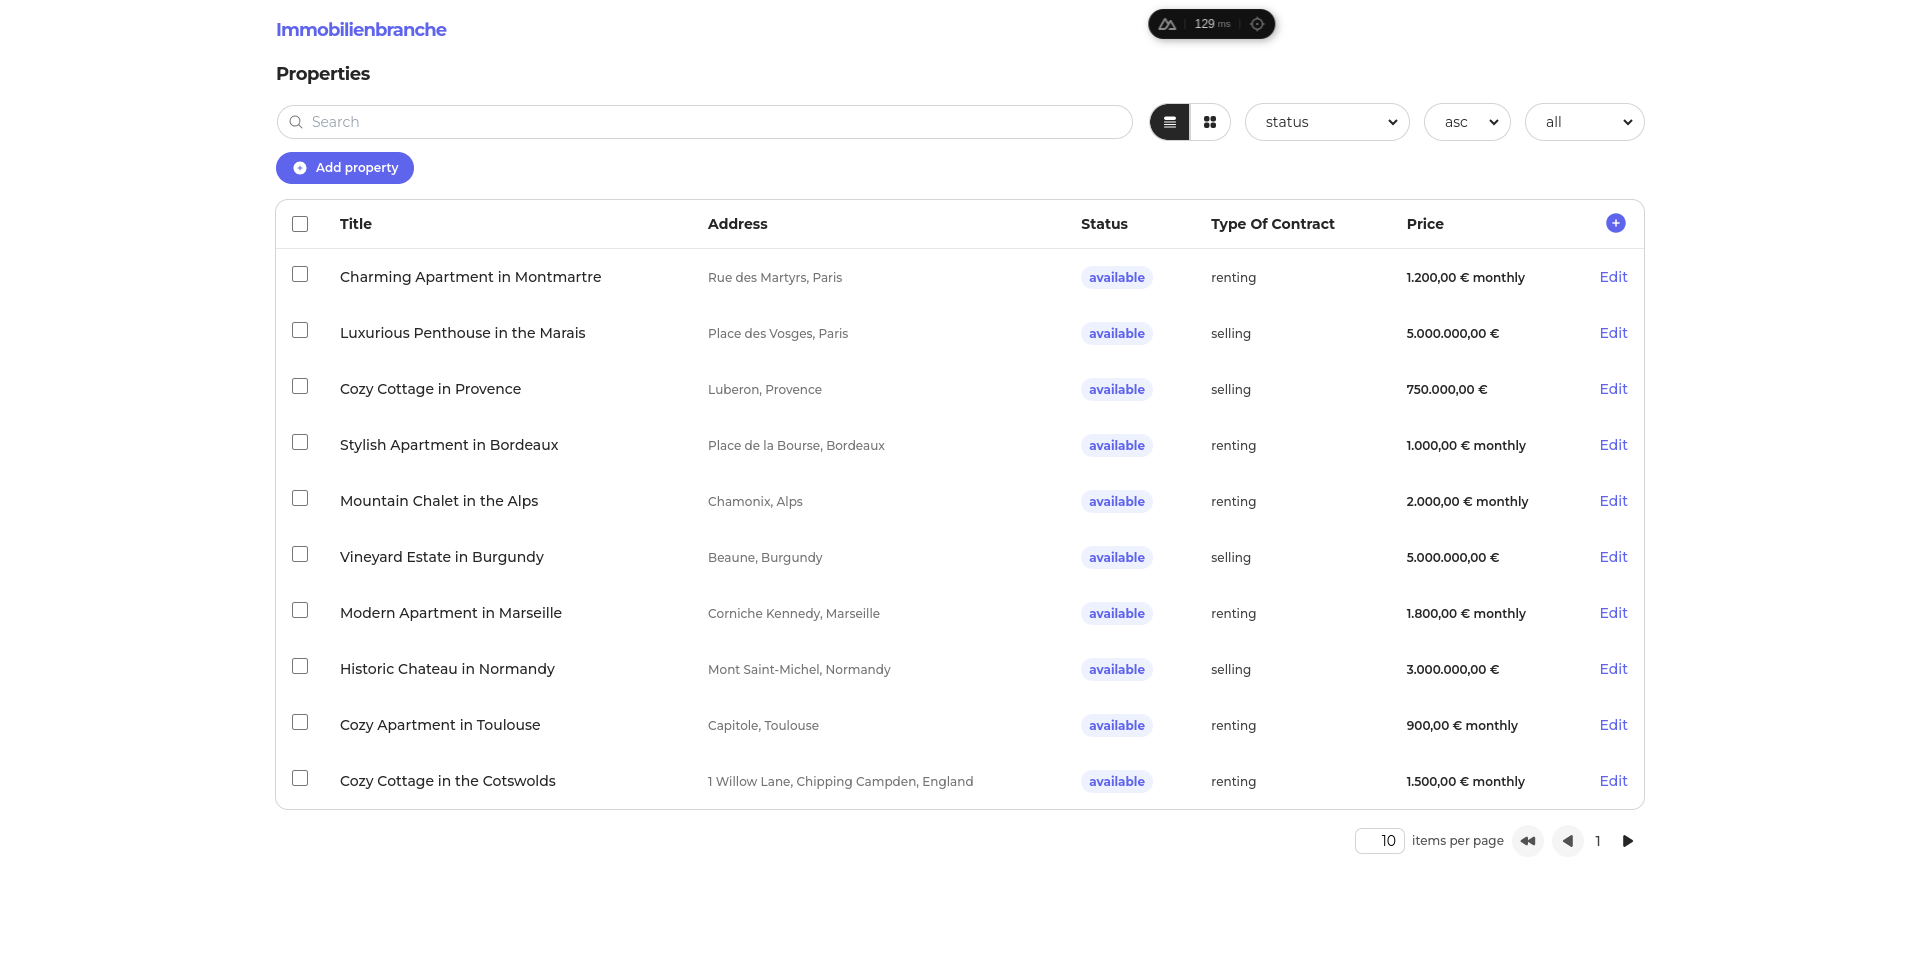 Immobilienbranche
129 ms
Properties
Search
status
asc
all
Add property
Title Address Status Type Of Contract Price
Charming Apartment in Montmartre Rue des Martyrs, Paris available renting 1.200,00 € monthly Edit
Luxurious Penthouse in the Marais Place des Vosges, Paris available selling 5.000.000,00 € Edit
Cozy Cottage in Provence Luberon, Provence available selling 750.000,00 € Edit
Stylish Apartment in Bordeaux Place de la Bourse, Bordeaux available renting 1.000,00 € monthly Edit
Mountain Chalet in the Alps Chamonix, Alps available renting 2.000,00 € monthly Edit
Vineyard Estate in Burgundy Beaune, Burgundy available selling 5.000.000,00 € Edit
Modern Apartment in Marseille Corniche Kennedy, Marseille available renting 1.800,00 € monthly Edit
Historic Chateau in Normandy Mont Saint-Michel, Normandy available selling 3.000.000,00 € Edit
Cozy Apartment in Toulouse Capitole, Toulouse available renting 900,00 € monthly Edit
Cozy Cottage in the Cotswolds 1 Willow Lane, Chipping Campden, England available renting 1.500,00 € monthly Edit
10 items per page 1